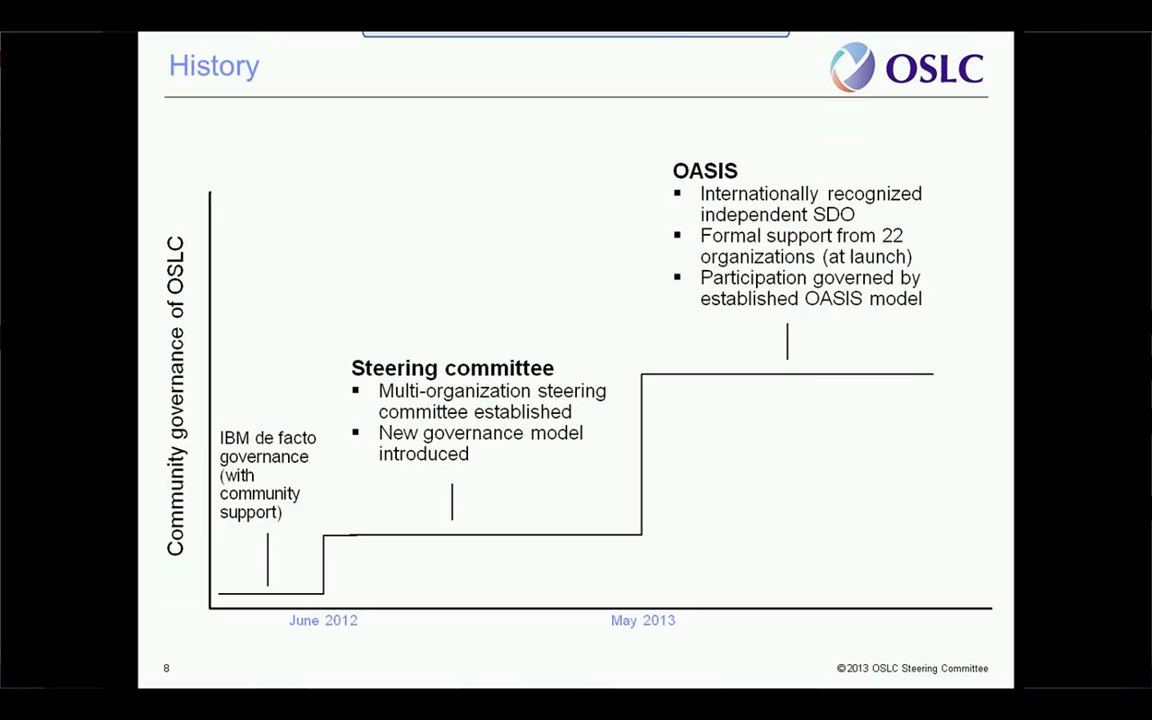 History
OSLC
OASIS
▪ Internationally recognized
independent SDO
▪ Formal support from 22
organizations (at launch)
▪ Participation governed by
established OASIS model
Community governance of OSLC
Steering committee
▪ Multi-organization steering
committee established
▪ New governance model
introduced
IBM de facto
governance
(with
community
support)
June 2012
May 2013
8
©2013 OSLC Steering Committee